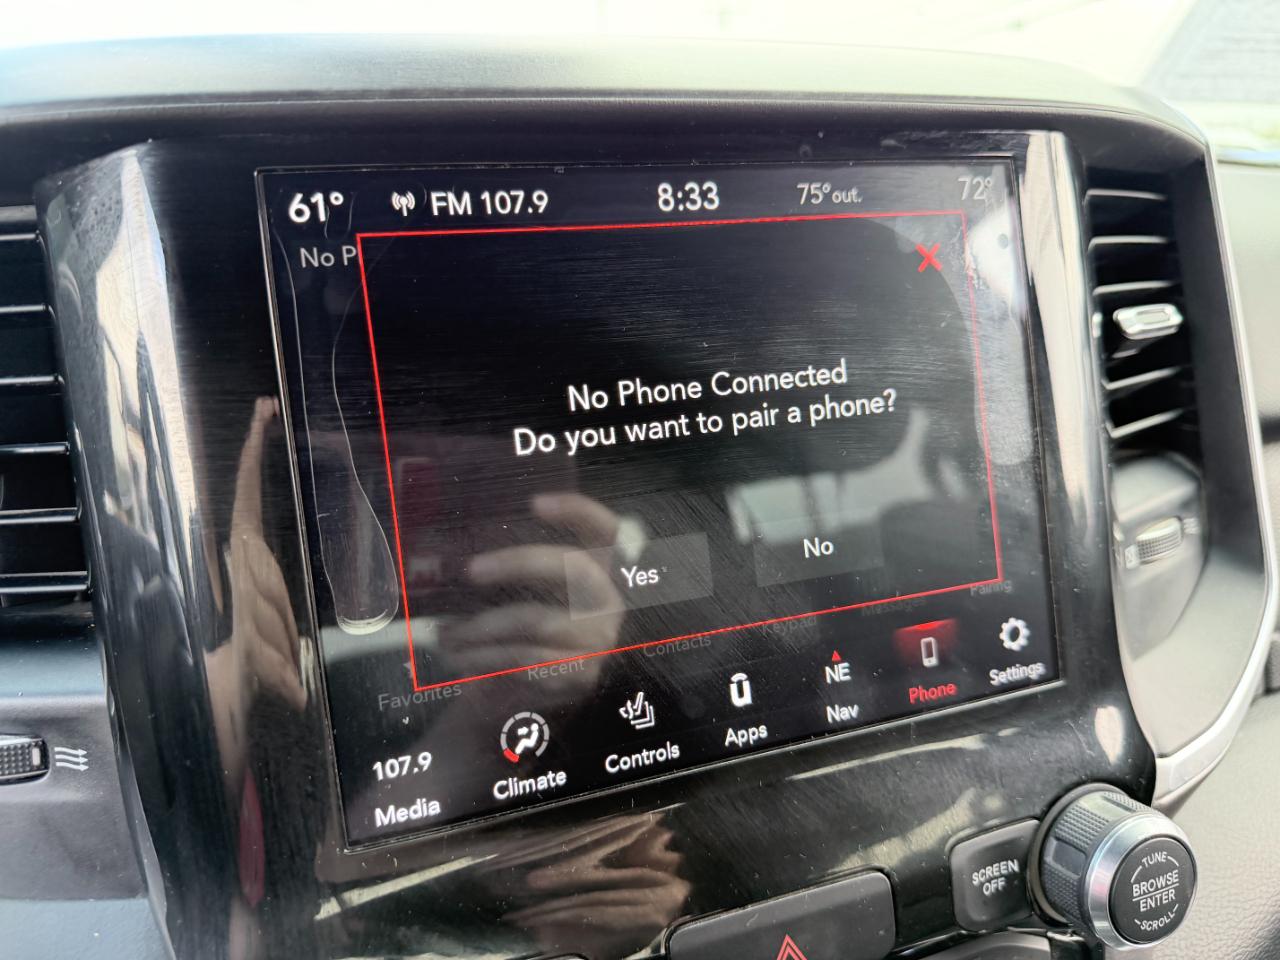 61° FM 107.9 8:33 75° out. 72°
No P
No Phone Connected
Do you want to pair a phone?
Yes No
Favorites Recent Contacts Keypad Messages Pairing
107.9 NE
Media Climate Controls Apps Nav Phone Settings
SCREEN
OFF
TUNE
BROWSE
ENTER
SCROLL